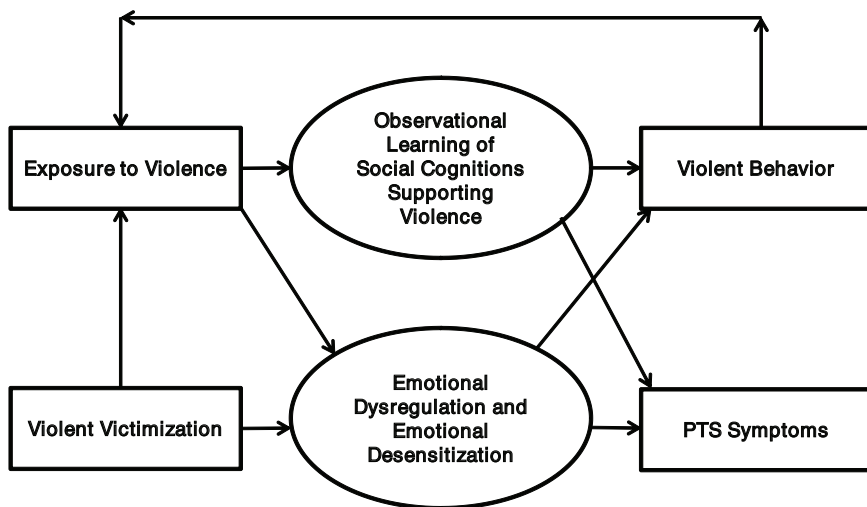 Exposure to Violence
Observational
Learning of
Social Cognitions
Supporting
Violence
Violent Behavior
Violent Victimization
Emotional
Dysregulation and
Emotional
Desensitization
PTS Symptoms